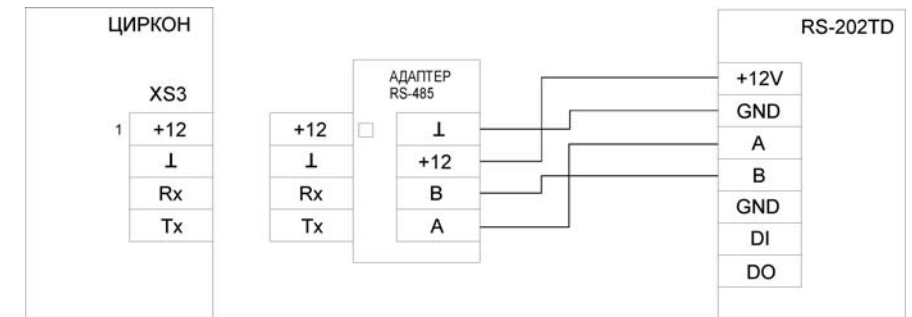 ЦИРКОН
XS3
1 +12
⊥
Rx
Tx
+12
⊥
Rx
Tx
АДАПТЕР
RS-485
⊥
+12
B
A
RS-202TD
+12V
GND
A
B
GND
DI
DO